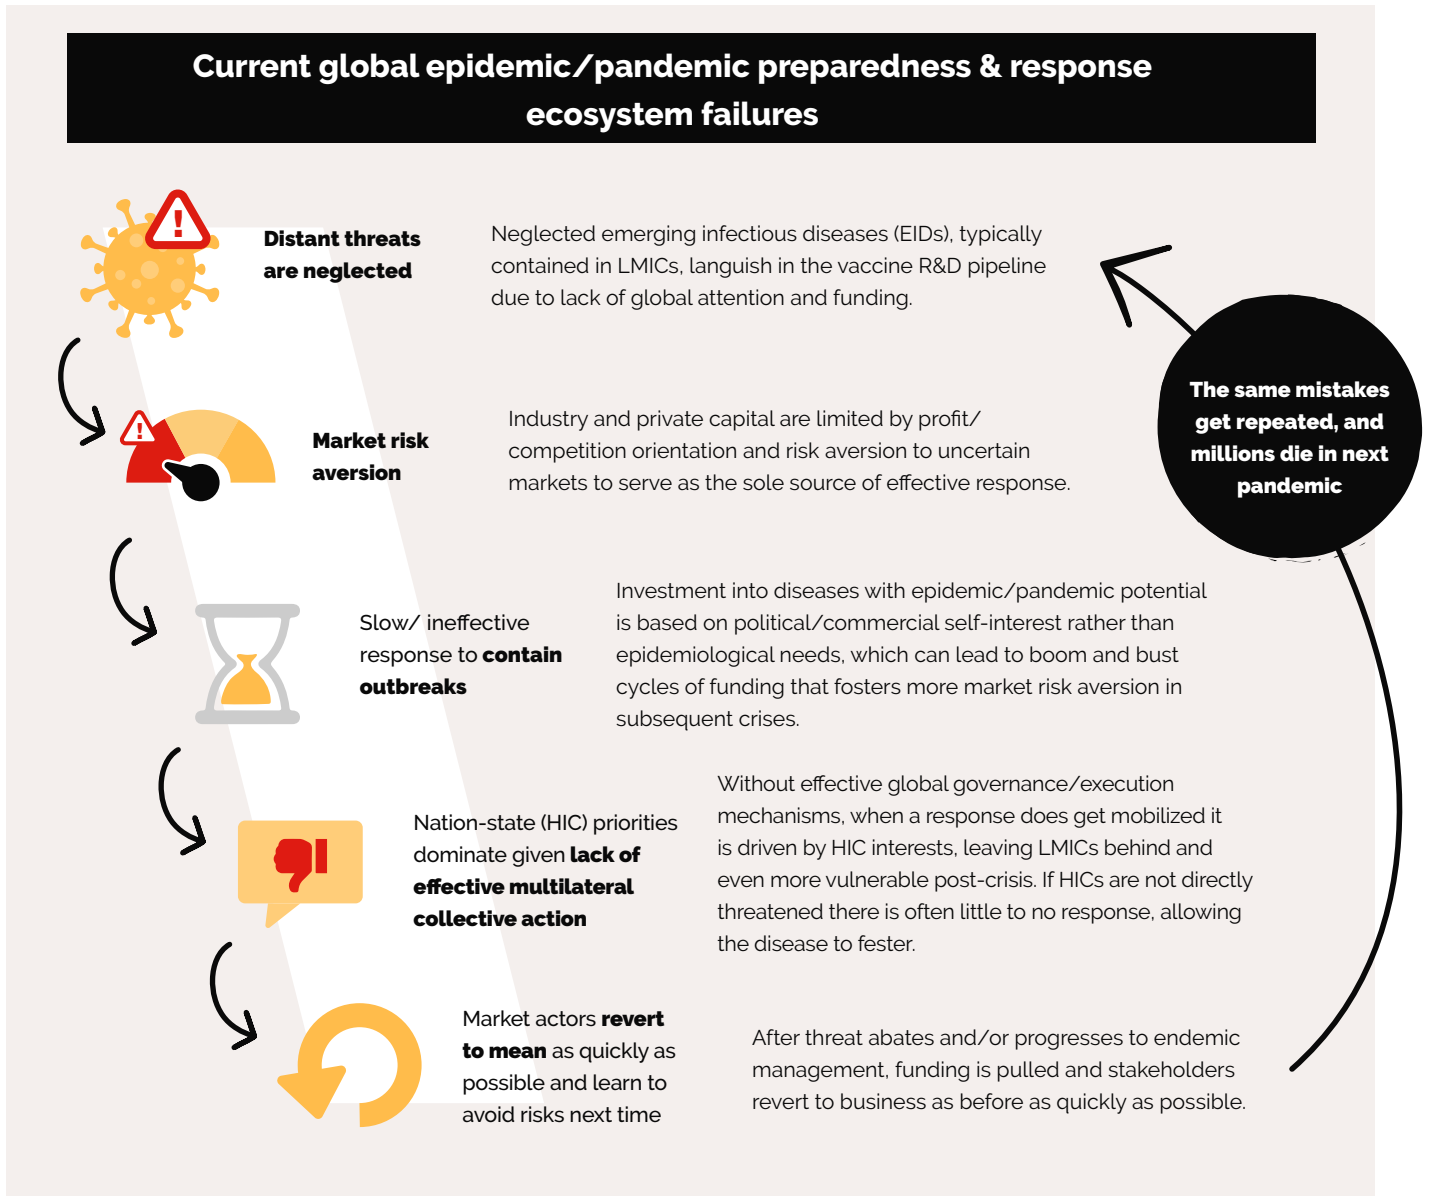 Current global epidemic/pandemic preparedness & response
ecosystem failures
Distant threats
are neglected
Neglected emerging infectious diseases (EIDs), typically
contained in LMICs, languish in the vaccine R&D pipeline
due to lack of global attention and funding.
Market risk
aversion
Industry and private capital are limited by profit/
competition orientation and risk aversion to uncertain
markets to serve as the sole source of effective response.
Slow/ ineffective
response to contain
outbreaks
Investment into diseases with epidemic/pandemic potential
is based on political/commercial self-interest rather than
epidemiological needs, which can lead to boom and bust
cycles of funding that fosters more market risk aversion in
subsequent crises.
Nation-state (HIC) priorities
dominate given lack of
effective multilateral
collective action
Without effective global governance/execution
mechanisms, when a response does get mobilized it
is driven by HIC interests, leaving LMICs behind and
even more vulnerable post-crisis. If HICs are not directly
threatened there is often little to no response, allowing
the disease to fester.
Market actors revert
to mean as quickly as
possible and learn to
avoid risks next time
After threat abates and/or progresses to endemic
management, funding is pulled and stakeholders
revert to business as before as quickly as possible.
The same mistakes
get repeated, and
millions die in next
pandemic